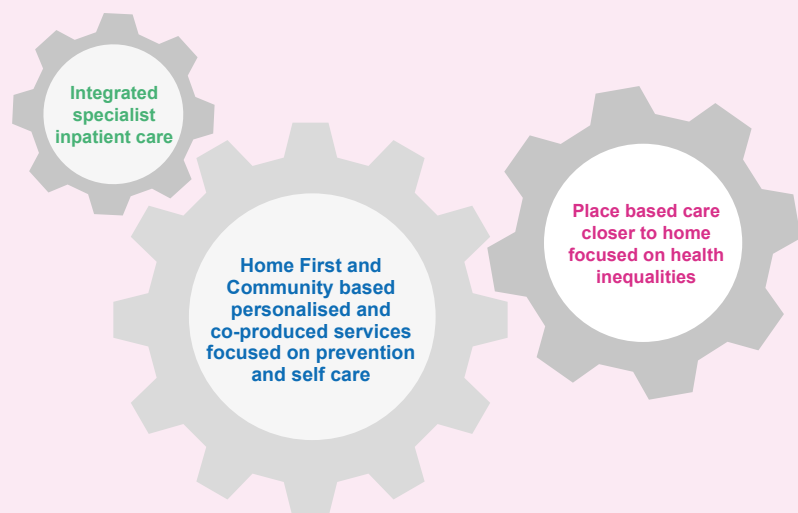 Integrated
specialist
inpatient care
Home First and
Community based
personalised and
co-produced services
focused on prevention
and self care
Place based care
closer to home
focused on health
inequalities